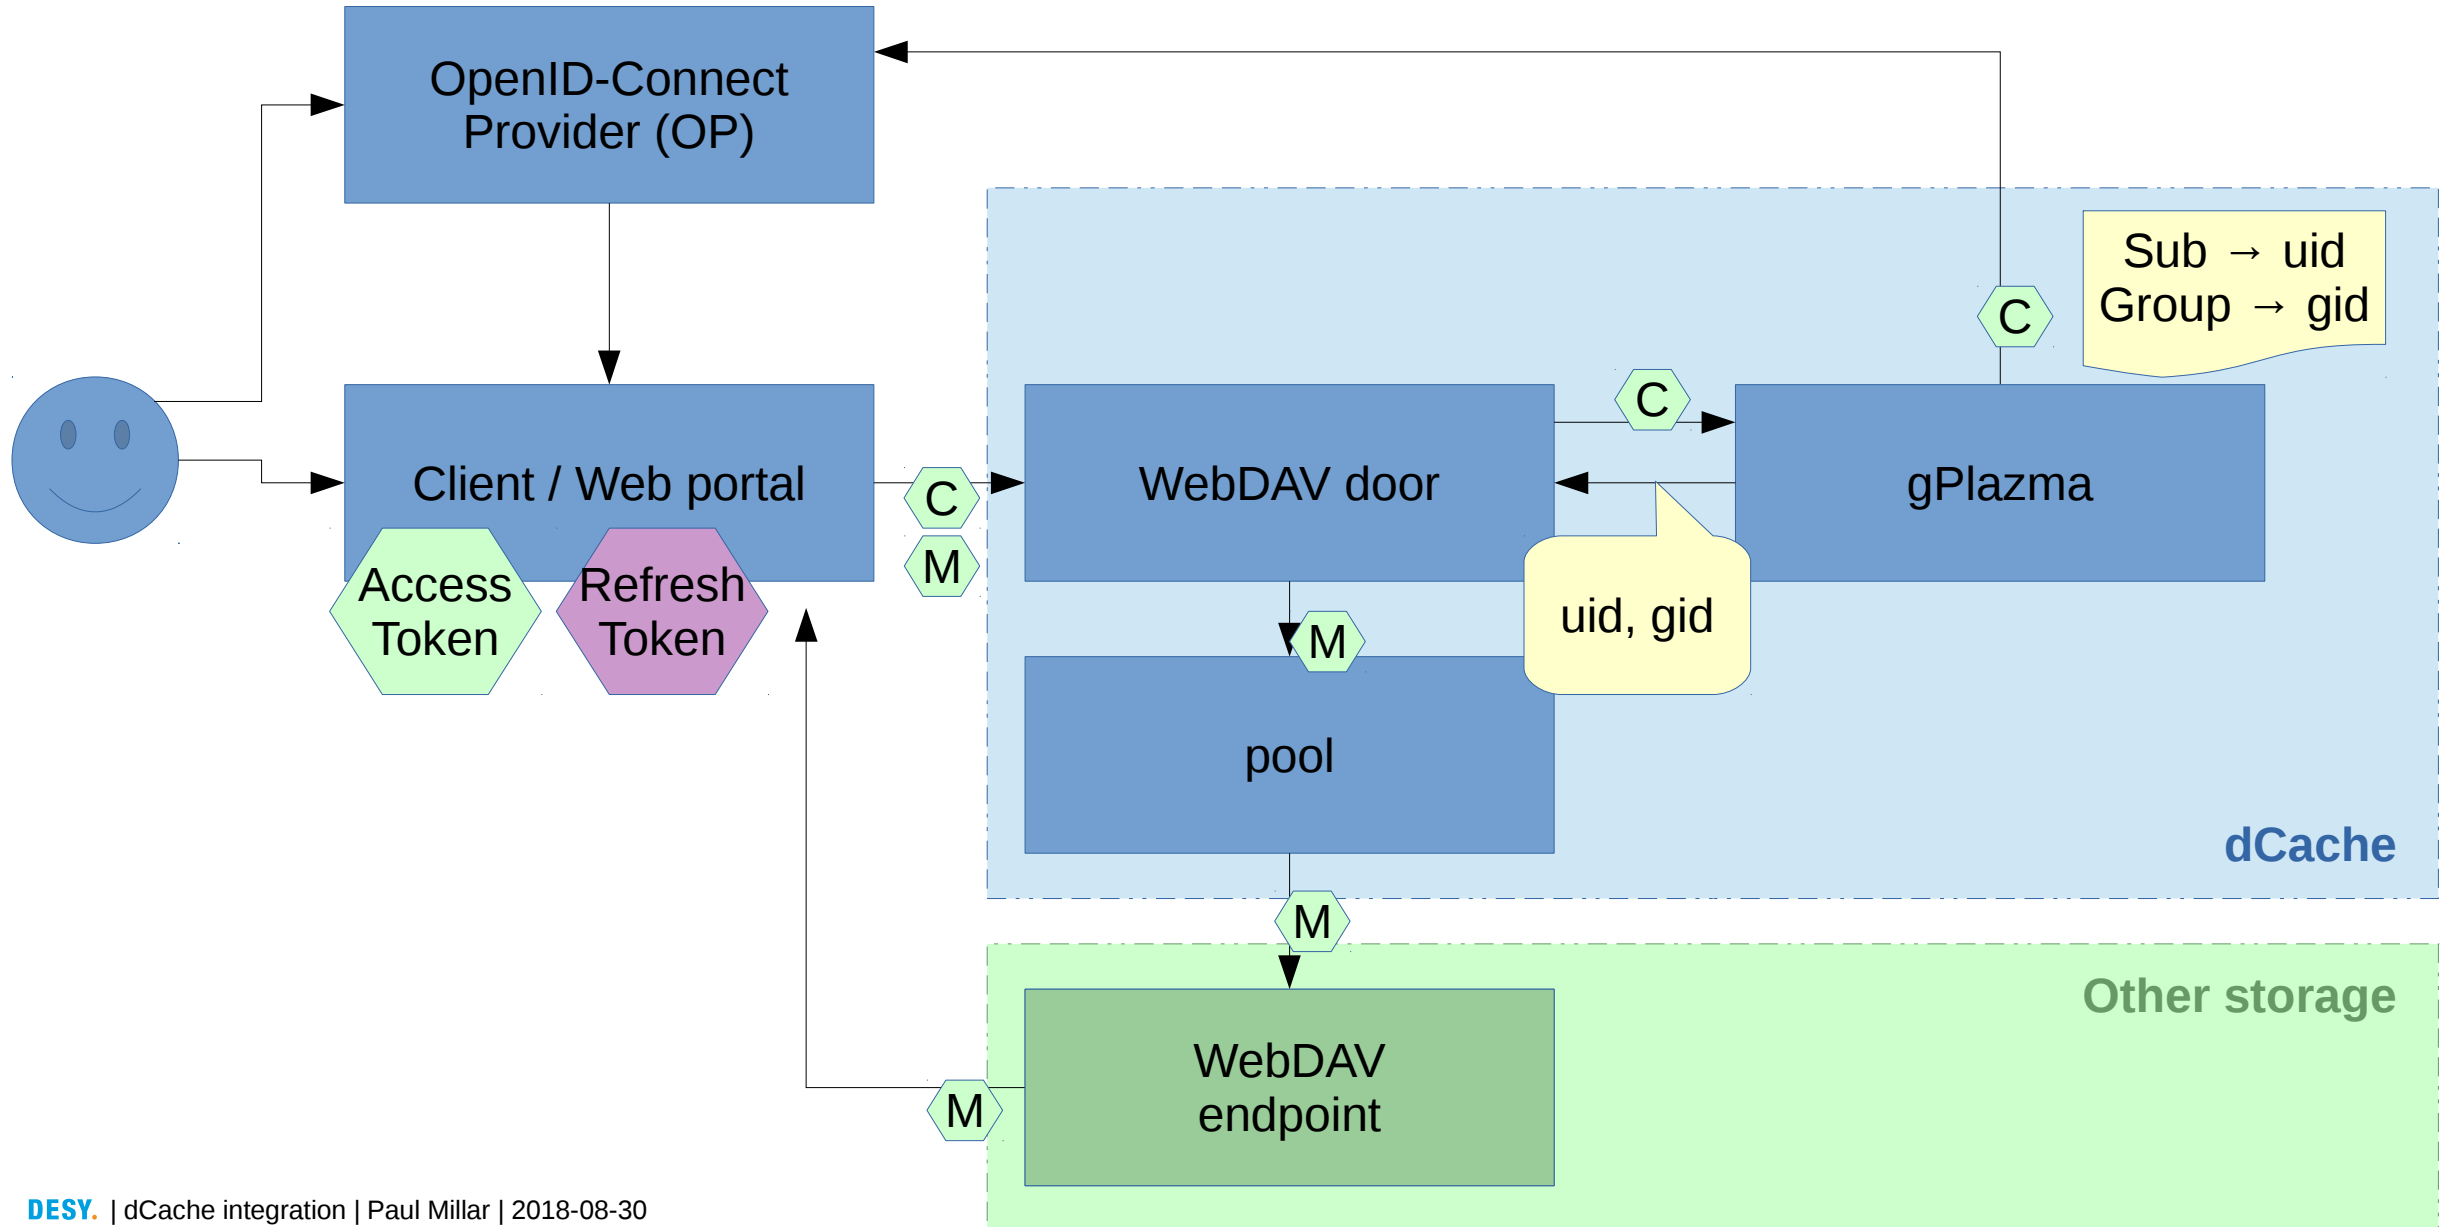 OpenID-Connect
Provider (OP)
Sub → uid
Group → gid
C
C
Client / Web portal
C
M
WebDAV door
gPlazma
Access
Token
Refresh
Token
uid, gid
M
pool
dCache
M
Other storage
WebDAV
endpoint
M
DESY. | dCache integration | Paul Millar | 2018-08-30